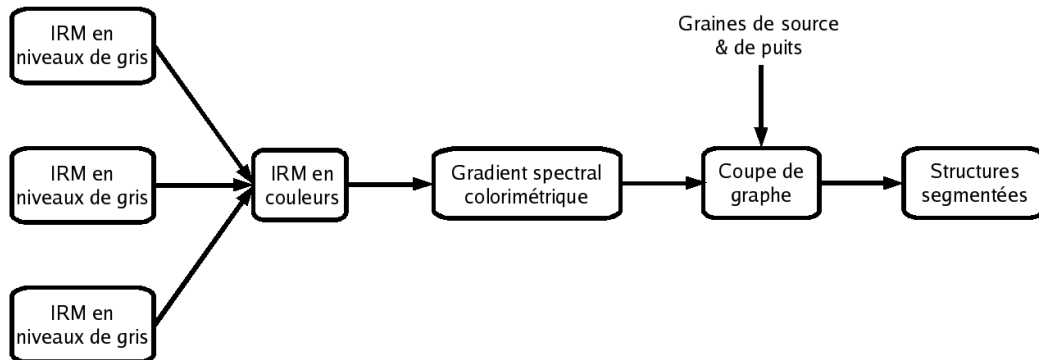 IRM en
niveaux de gris
IRM en
niveaux de gris
IRM en
niveaux de gris
IRM en
couleurs
Gradient spectral
colorimétrique
Graines de source
& de puits
Coupe de
graphe
Structures
segmentées